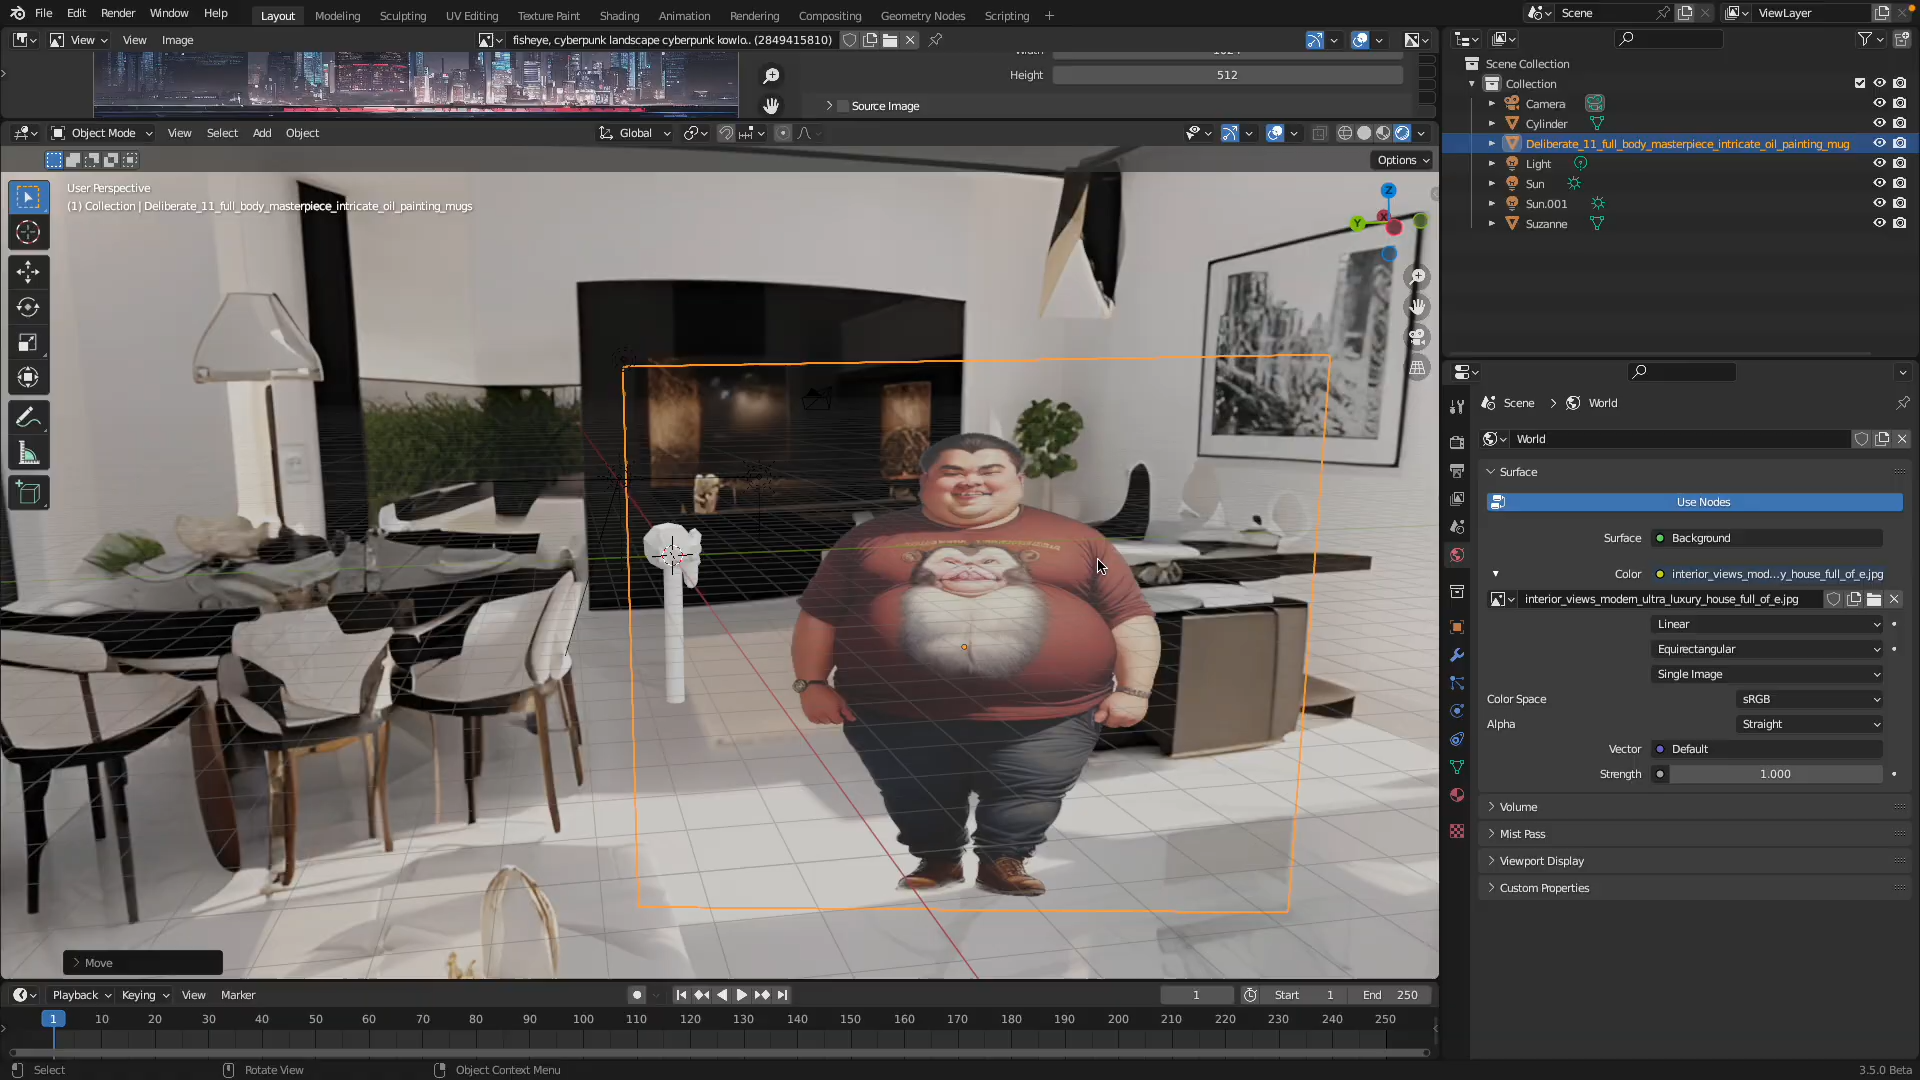 File Edit Render Window Help Layout Modeling Sculpting UV Editing Texture Paint Shading Animation Rendering Compositing Geometry Nodes Scripting + Scene ViewLayer
View View Image fisheye, cyberpunk landscape cyberpunk kowlo.. (2849415810)
Height 512
Source Image
Object Mode View Select Add Object Global
Options
User Perspective
(1) Collection | Deliberate_11_full_body_masterpiece_intricate_oil_painting_mugs
Z
Y
X
Move
Playback Keying View Marker 1 Start 1 End 250
1 10 20 30 40 50 60 70 80 90 100 110 120 130 140 150 160 170 180 190 200 210 220 230 240 250
Select Rotate View Object Context Menu 3.5.0 Beta
Scene Collection
Collection
Camera
Cylinder
Deliberate_11_full_body_masterpiece_intricate_oil_painting_mug
Light
Sun
Sun.001
Suzanne
Scene > World
World
Surface
Use Nodes
Surface Background
Color interior_views_mod...y_house_full_of_e.jpg
interior_views_modern_ultra_luxury_house_full_of_e.jpg
Linear
Equirectangular
Single Image
Color Space sRGB
Alpha Straight
Vector Default
Strength 1.000
Volume
Mist Pass
Viewport Display
Custom Properties